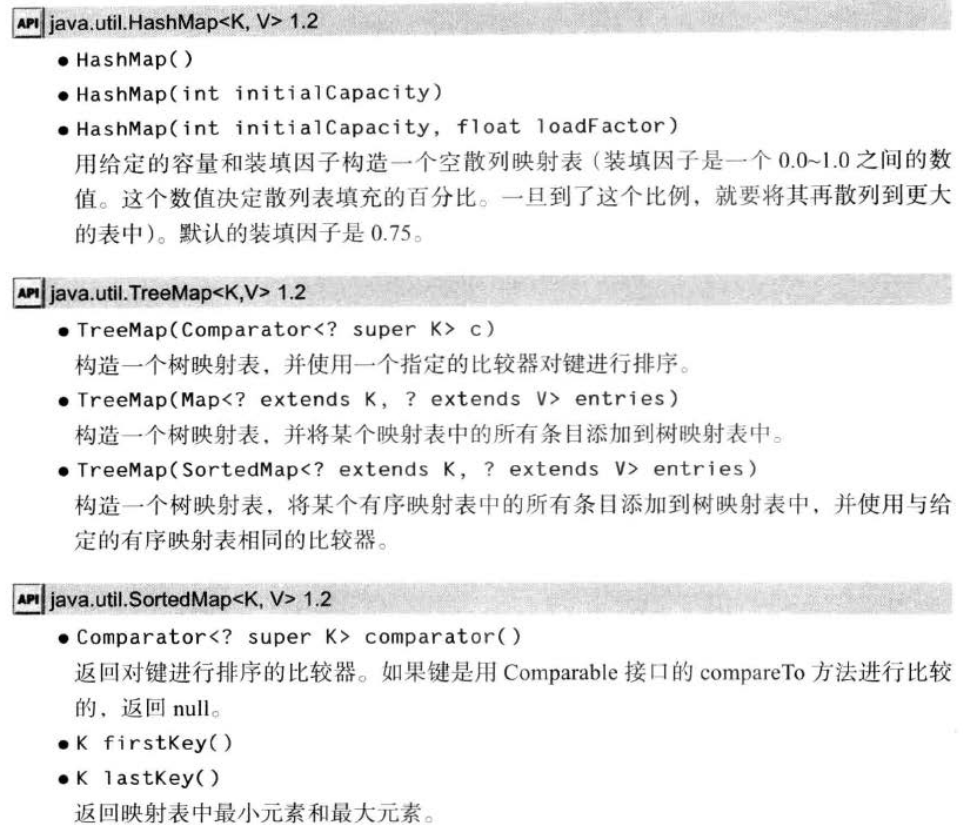 API java.util.HashMap<K, V> 1.2
● HashMap()
● HashMap(int initialCapacity)
● HashMap(int initialCapacity, float loadFactor)
用给定的容量和装填因子构造一个空散列映射表（装填因子是一个 0.0~1.0 之间的数
值。这个数值决定散列表填充的百分比。一旦到了这个比例，就要将其再散列到更大
的表中）。默认的装填因子是 0.75。
API java.util.TreeMap<K,V> 1.2
● TreeMap(Comparator<? super K> c)
构造一个树映射表，并使用一个指定的比较器对键进行排序。
● TreeMap(Map<? extends K, ? extends V> entries)
构造一个树映射表，并将某个映射表中的所有条目添加到树映射表中。
● TreeMap(SortedMap<? extends K, ? extends V> entries)
构造一个树映射表，将某个有序映射表中的所有条目添加到树映射表中，并使用与给
定的有序映射表相同的比较器。
API java.util.SortedMap<K, V> 1.2
● Comparator<? super K> comparator()
返回对键进行排序的比较器。如果键是用 Comparable 接口的 compareTo 方法进行比较
的，返回 null。
● K firstKey()
● K lastKey()
返回映射表中最小元素和最大元素。